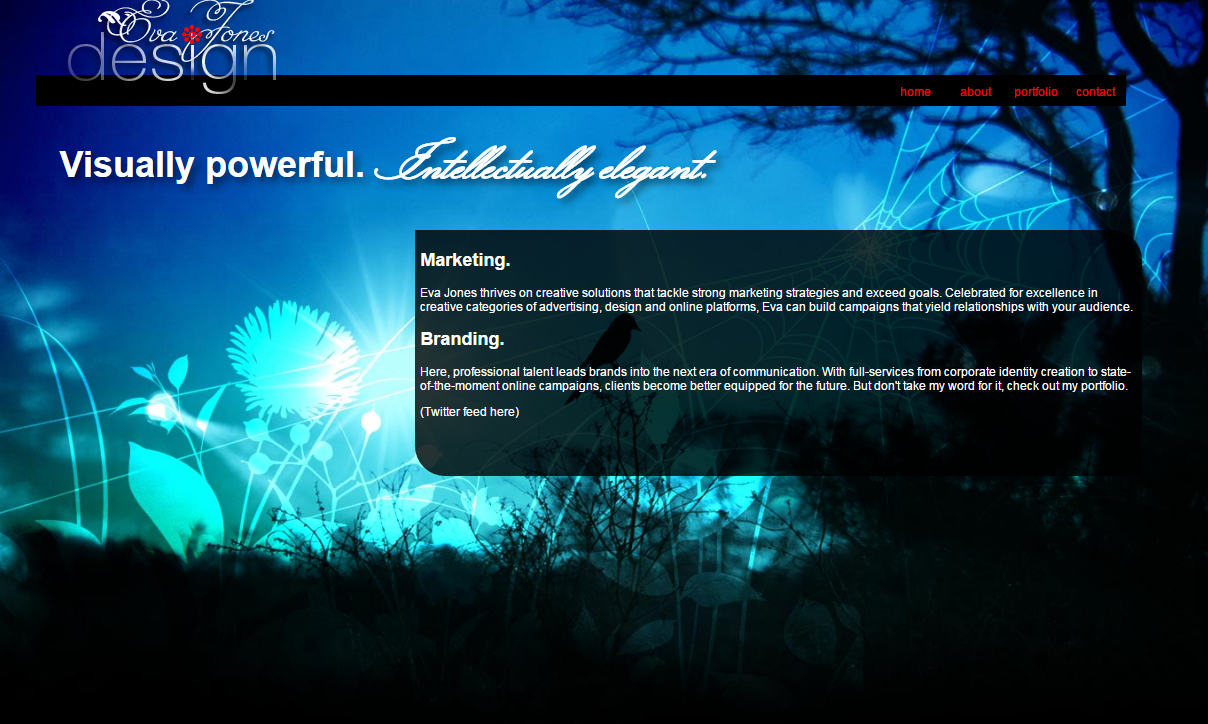 Eva Jones
design
home about portfolio contact
Visually powerful. Intellectually elegant.
Marketing.
Eva Jones thrives on creative solutions that tackle strong marketing strategies and exceed goals. Celebrated for excellence in
creative categories of advertising, design and online platforms, Eva can build campaigns that yield relationships with your audience.
Branding.
Here, professional talent leads brands into the next era of communication. With full-services from corporate identity creation to state-
of-the-moment online campaigns, clients become better equipped for the future. But don't take my word for it, check out my portfolio.
(Twitter feed here)